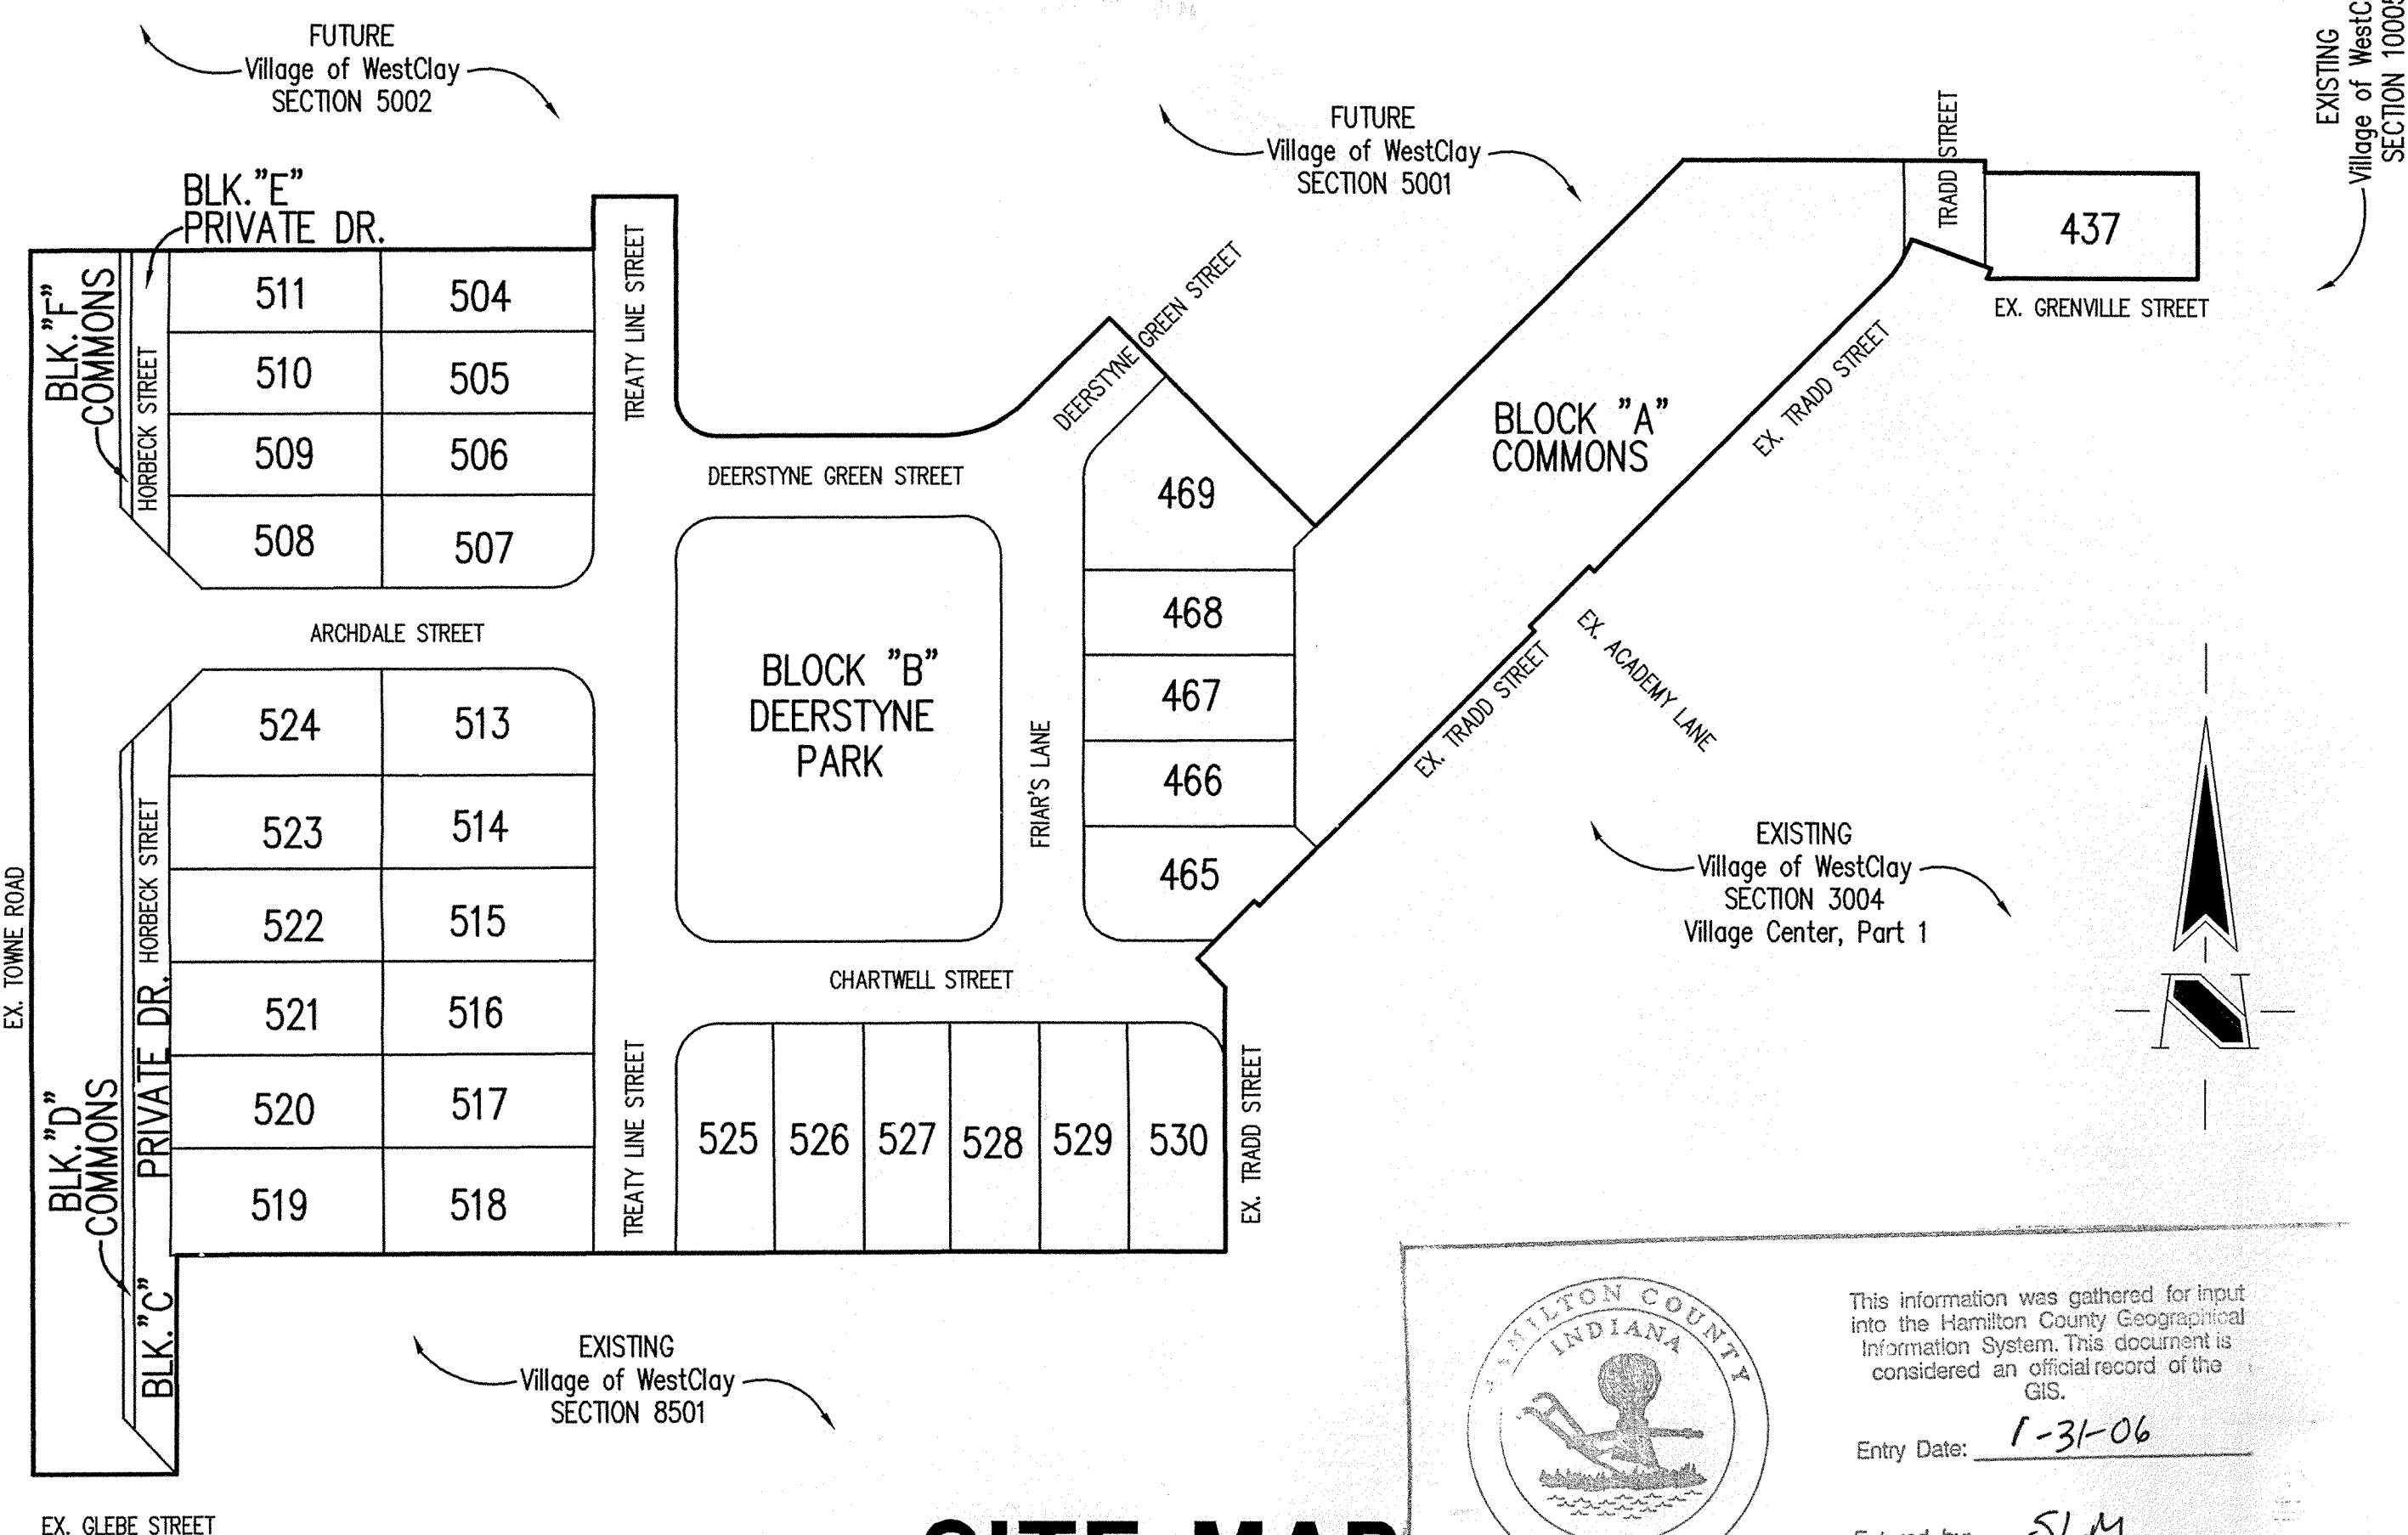 FUTURE
Village of WestClay
SECTION 5002
FUTURE
Village of WestClay
SECTION 5001
EXISTING
SECTION 10005
BLK."E"
PRIVATE DR.
BLK."F"
COMMONS
HORBECK STREET
511
504
510
505
509
506
508
507
TREATY LINE STREET
DEERSTYNE GREEN STREET
DEERSTYNE GREEN STREET
TRADD STREET
437
EX. GRENVILLE STREET
EX. TRADD STREET
BLOCK "A"
COMMONS
469
468
467
466
465
ARCHDALE STREET
BLOCK "B"
DEERSTYNE
PARK
FRIAR'S LANE
EX. TRADD STREET
EX. ACADEMY LANE
EXISTING
Village of WestClay
SECTION 3004
Village Center, Part 1
N
EX. TOWNE ROAD
HORBECK STREET
PRIVATE DR.
BLK."D"
COMMONS
BLK."C"
524
513
523
514
522
515
521
516
520
517
519
518
TREATY LINE STREET
CHARTWELL STREET
525
526
527
528
529
530
EX. TRADD STREET
EXISTING
Village of WestClay
SECTION 8501
EX. GLEBE STREET
SITE MAP
HAMILTON COUNTY
INDIANA
This information was gathered for input
into the Hamilton County Geographical
Information System. This document is
considered an official record of the
GIS.
Entry Date: 1-31-06
Entered by: SLM